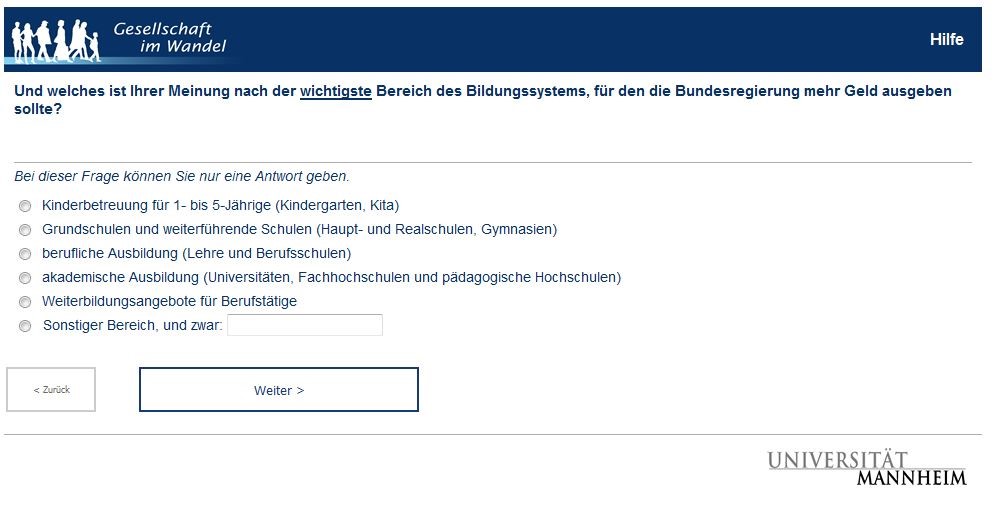 Gesellschaft
im Wandel
Hilfe
Und welches ist Ihrer Meinung nach der wichtigste Bereich des Bildungssystems, für den die Bundesregierung mehr Geld ausgeben
sollte?
Bei dieser Frage können Sie nur eine Antwort geben.
Kinderbetreuung für 1- bis 5-Jährige (Kindergarten, Kita)
Grundschulen und weiterführende Schulen (Haupt- und Realschulen, Gymnasien)
berufliche Ausbildung (Lehre und Berufsschulen)
akademische Ausbildung (Universitäten, Fachhochschulen und pädagogische Hochschulen)
Weiterbildungsangebote für Berufstätige
Sonstiger Bereich, und zwar:
< Zurück
Weiter >
UNIVERSITÄT
MANNHEIM